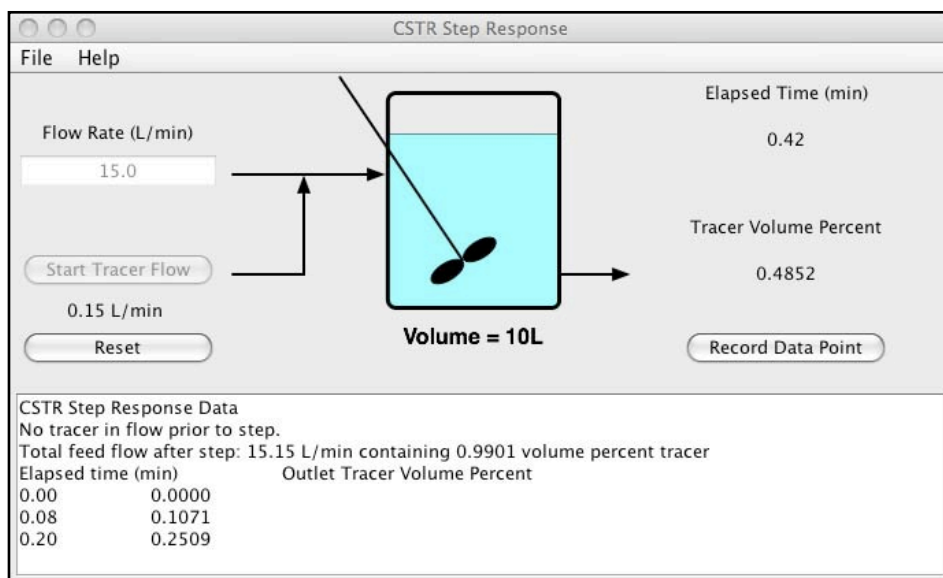 CSTR Step Response
File Help
Flow Rate (L/min)
15.0
Start Tracer Flow
0.15 L/min
Reset
Volume = 10L
Elapsed Time (min)
0.42
Tracer Volume Percent
0.4852
Record Data Point
CSTR Step Response Data
No tracer in flow prior to step.
Total feed flow after step: 15.15 L/min containing 0.9901 volume percent tracer
Elapsed time (min) Outlet Tracer Volume Percent
0.00 0.0000
0.08 0.1071
0.20 0.2509